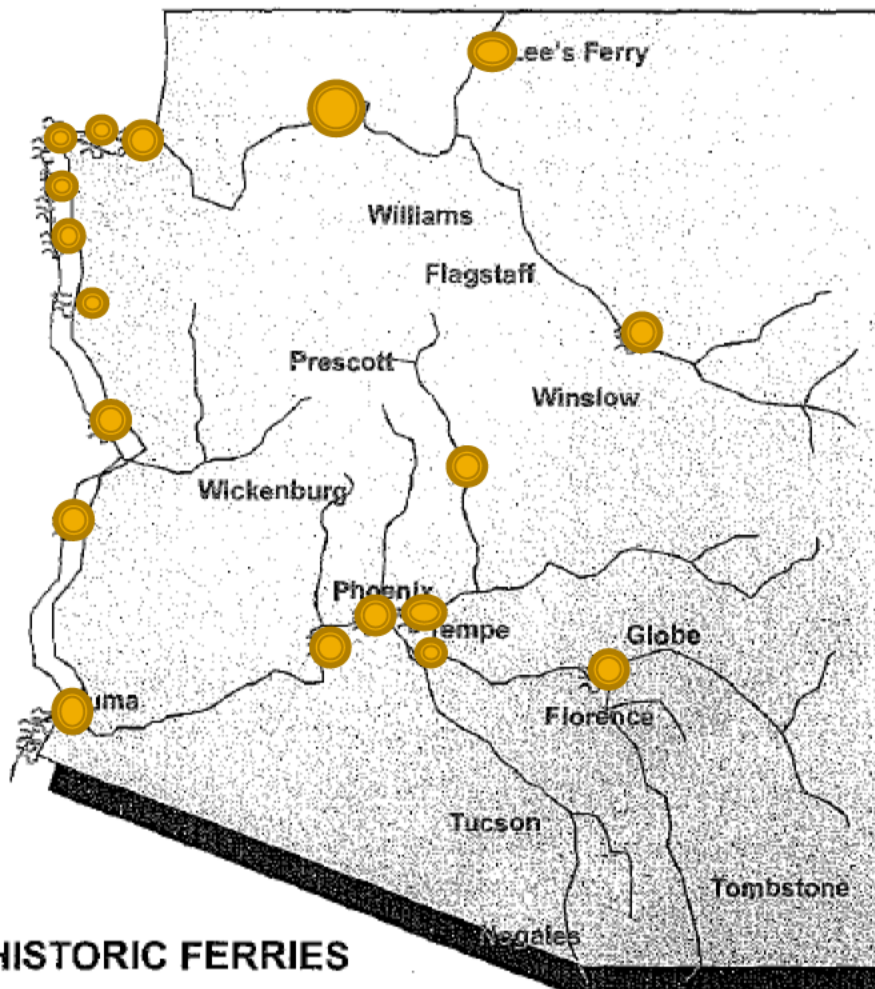 Lee's Ferry
Williams
Flagstaff
Prescott
Winslow
Wickenburg
Phoenix
Tempe
Globe
uma
Florence
Tucson
Tombstone
Nogales
HISTORIC FERRIES